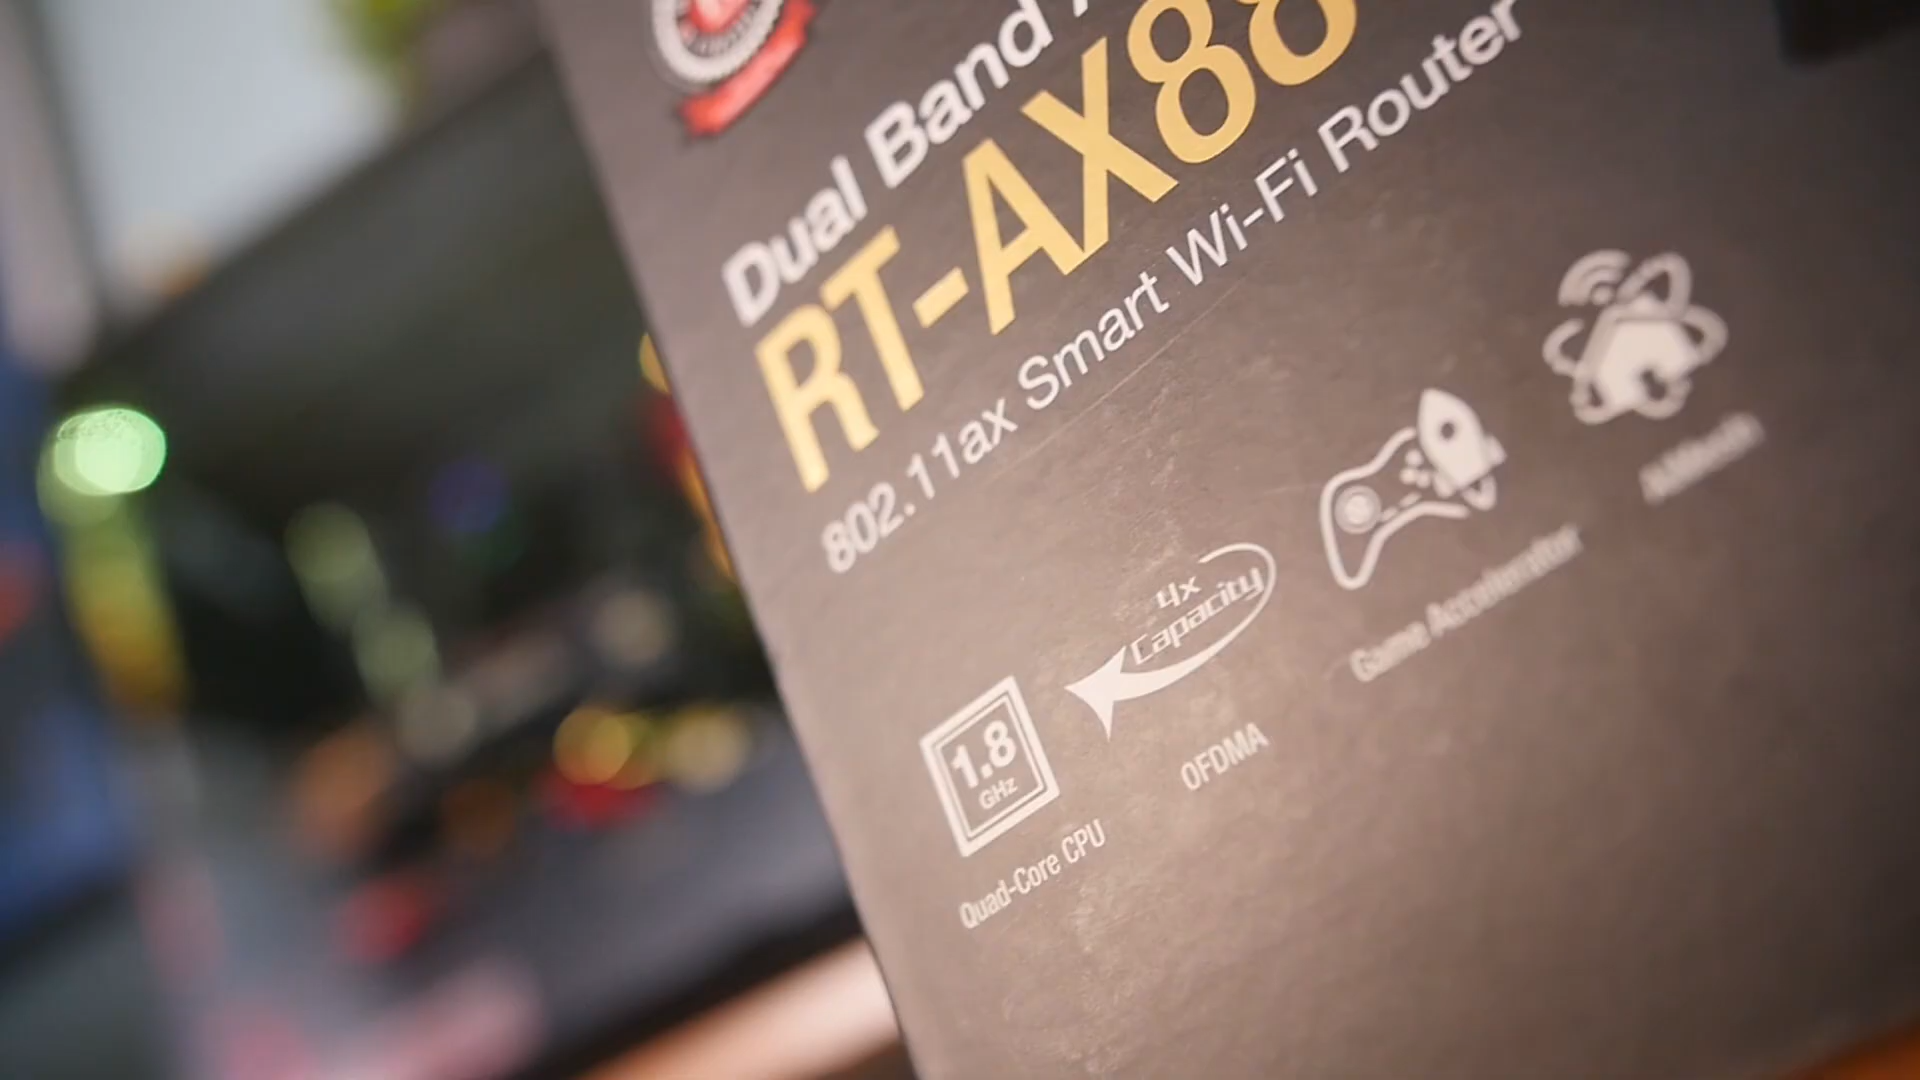 Dual Band
RT-AX88
802.11ax Smart Wi-Fi Router
1.8
GHz
Quad-Core CPU
4x
Capacity
OFDMA
Game Accelerator
AiMesh